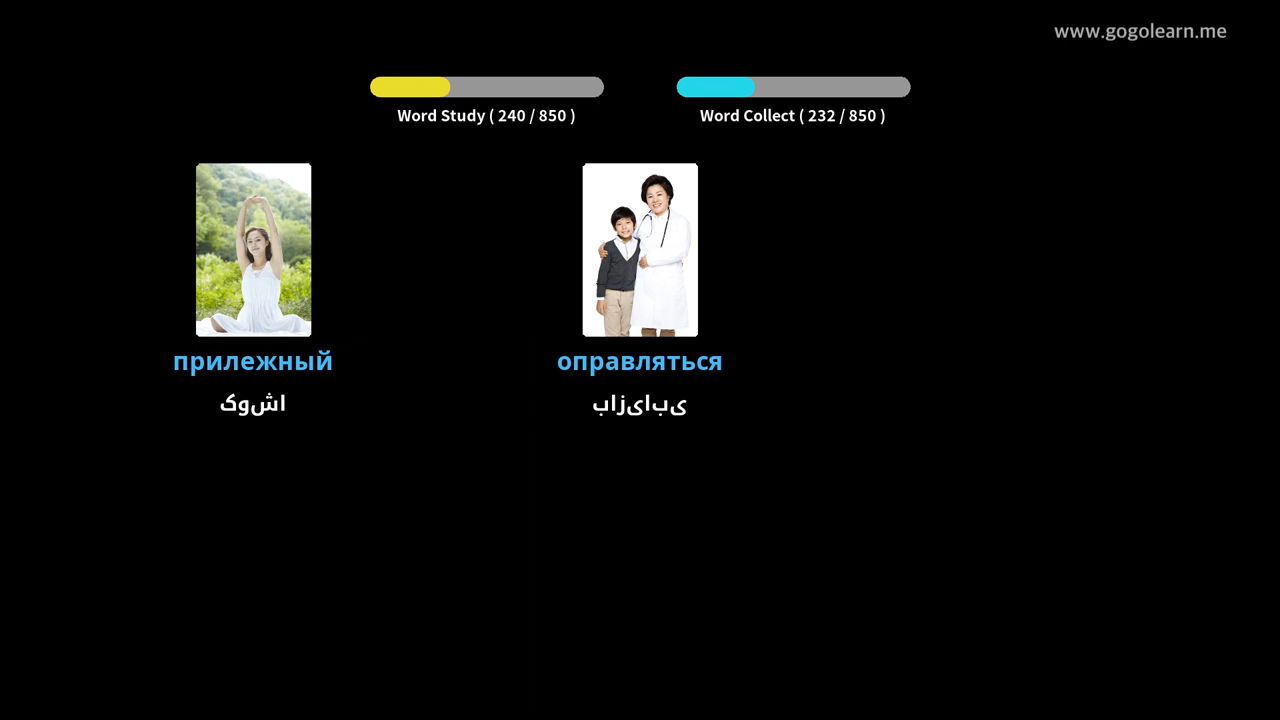 www.gogolearn.me
Word Study ( 240 / 850 )
Word Collect ( 232 / 850 )
прилежный
اشوک
оправляться
یبایزاب